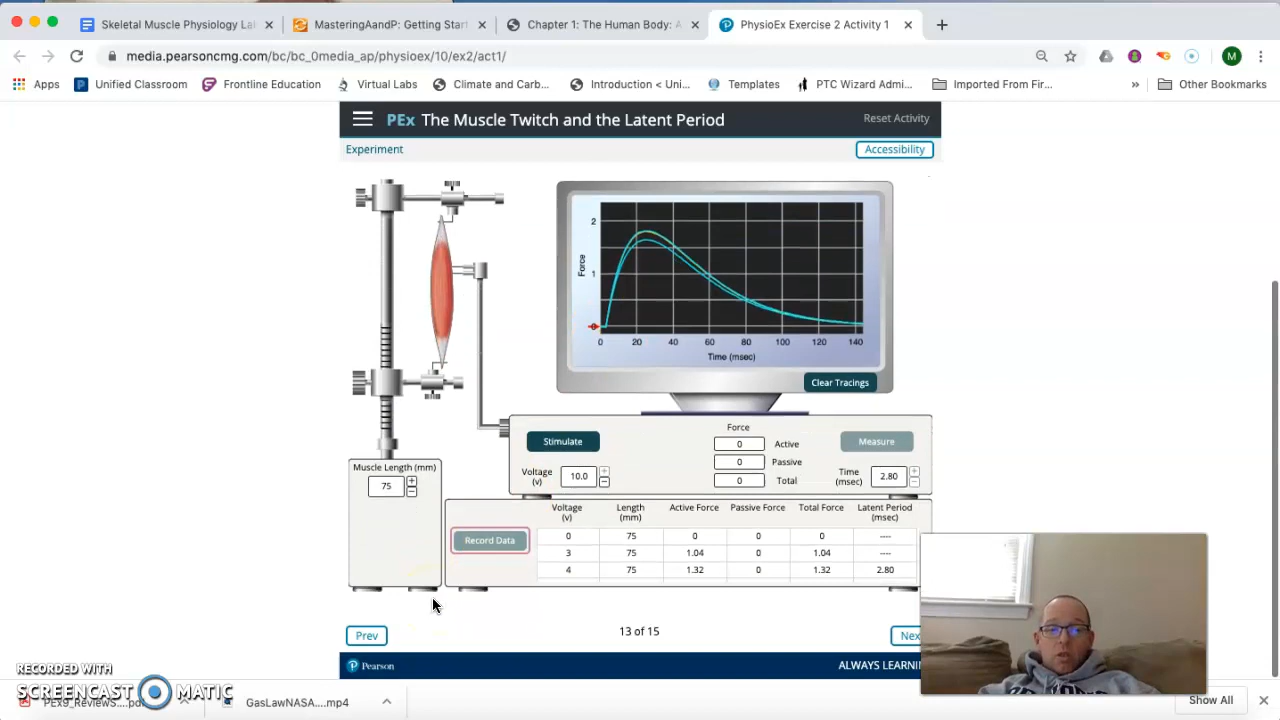 Skeletal Muscle Physiology La
MasteringAandP: Getting Star
Chapter 1: The Human Body: A
PhysioEx Exercise 2 Activity 1
media.pearsoncmg.com/bc/bc_0media_ap/physioex/10/ex2/act1/
M
Apps
Unified Classroom
Frontline Education
Virtual Labs
Climate and Carb...
Introduction < Uni...
Templates
PTC Wizard Admi...
Imported From Fir...
»
Other Bookmarks
PEx The Muscle Twitch and the Latent Period
Reset Activity
Experiment
Accessibility
2
1
0
Force
0 20 40 60 80 100 120 140
Time (msec)
Clear Tracings
Stimulate
Voltage
(v)
10.0
Force
0 Active
0 Passive
0 Total
Measure
Time
(msec)
2.80
Muscle Length (mm)
75
Record Data
Voltage (v) Length (mm) Active Force Passive Force Total Force Latent Period (msec)
0 75 0 0 0 ----
3 75 1.04 0 1.04 ----
4 75 1.32 0 1.32 2.80
Prev
13 of 15
Nex
Pearson
ALWAYS LEARNI
RECORDED WITH
SCREENCAST MATIC
PEx9_ReviewS....pd
GasLawNASA....mp4
Show All